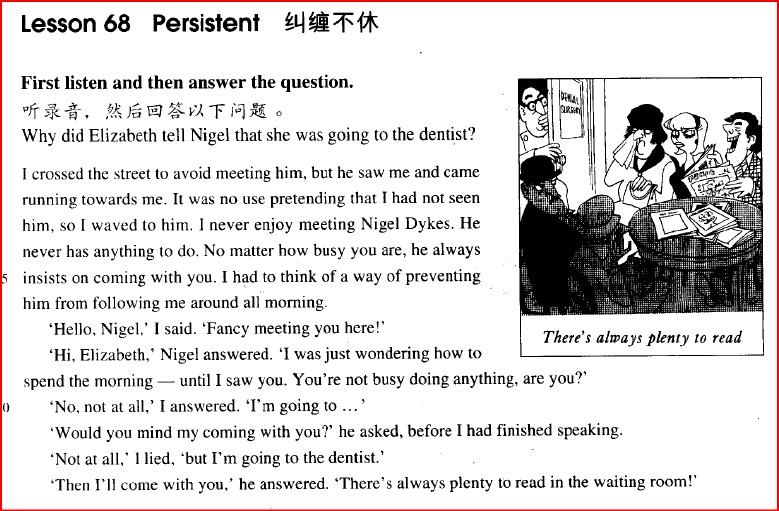 Lesson 68 Persistent 纠缠不休
First listen and then answer the question.
听录音，然后回答以下问题。
Why did Elizabeth tell Nigel that she was going to the dentist?
I crossed the street to avoid meeting him, but he saw me and came
running towards me. It was no use pretending that I had not seen
him, so I waved to him. I never enjoy meeting Nigel Dykes. He
never has anything to do. No matter how busy you are, he always
5 insists on coming with you. I had to think of a way of preventing
him from following me around all morning.
‘Hello, Nigel,’ I said. ‘Fancy meeting you here!’
‘Hi, Elizabeth,’ Nigel answered. ‘I was just wondering how to
spend the morning — until I saw you. You’re not busy doing anything, are you?’
0 ‘No, not at all,’ I answered. ‘I’m going to ...’
‘Would you mind my coming with you?’ he asked, before I had finished speaking.
‘Not at all,’ I lied, ‘but I’m going to the dentist.’
‘Then I’ll come with you,’ he answered. ‘There’s always plenty to read in the waiting room!’
DENTAL
SURGERY
There’s always plenty to read